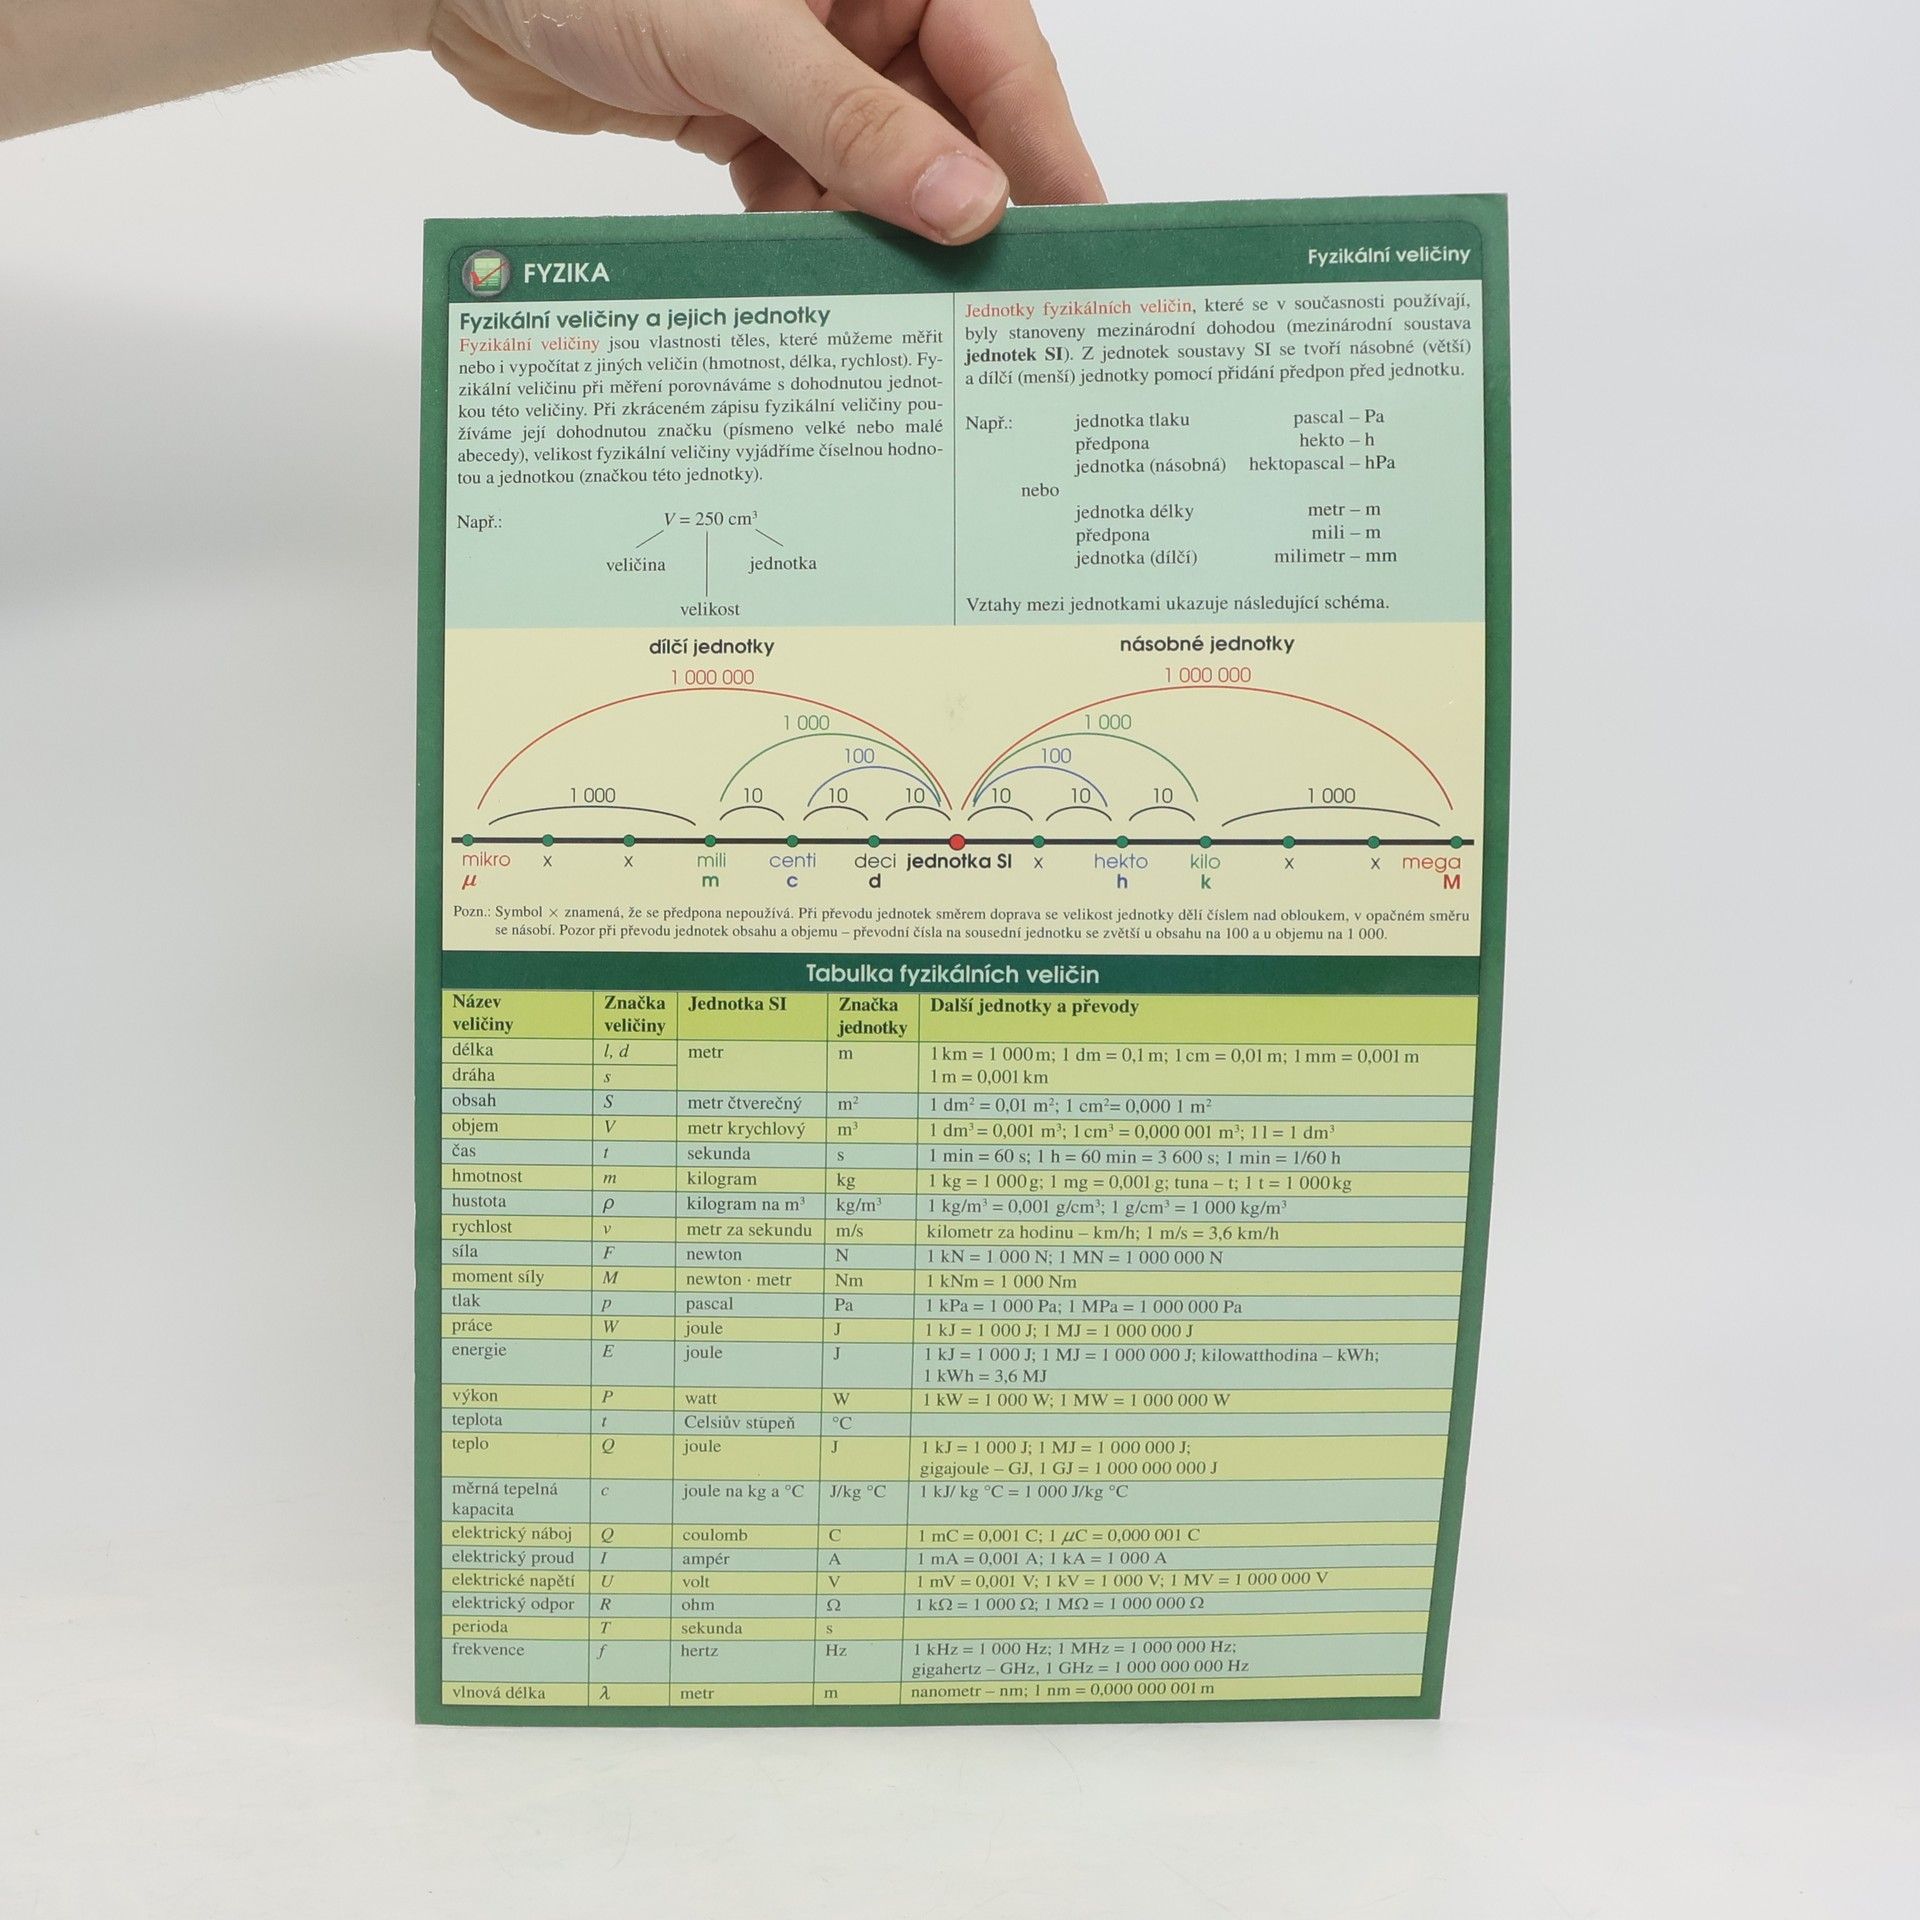 FYZIKA
Fyzikální veličiny
Fyzikální veličiny a jejich jednotky
Fyzikální veličiny jsou vlastnosti těles, které můžeme měřit
nebo i vypočítat z jiných veličin (hmotnost, délka, rychlost). Fy-
zikální veličinu při měření porovnáváme s dohodnutou jednot-
kou této veličiny. Při zkráceném zápisu fyzikální veličiny pou-
žíváme její dohodnutou značku (písmeno velké nebo malé
abecedy), velikost fyzikální veličiny vyjádříme číselnou hodno-
tou a jednotkou (značkou této jednotky).
Např.: V = 250 cm³
veličina jednotka
velikost
Jednotky fyzikálních veličin, které se v současnosti používají,
byly stanoveny mezinárodní dohodou (mezinárodní soustava
jednotek SI). Z jednotek soustavy SI se tvoří násobné (větší)
a dílčí (menší) jednotky pomocí přidání předpon před jednotku.
Např.: jednotka tlaku pascal – Pa
předpona hekto – h
jednotka (násobná) hektopascal – hPa
nebo
jednotka délky metr – m
předpona mili – m
jednotka (dílčí) milimetr – mm
Vztahy mezi jednotkami ukazuje následující schéma.
dílčí jednotky násobné jednotky
1 000 000 1 000 000
1 000 1 000
100 100
1 000 10 10 10 10 10 10 1 000
mikro x x mili centi deci jednotka SI x hekto kilo x x mega
μ m c d h k M
Pozn.: Symbol × znamená, že se předpona nepoužívá. Při převodu jednotek směrem doprava se velikost jednotky dělí číslem nad obloukem, v opačném směru
se násobí. Pozor při převodu jednotek obsahu a objemu – převodní čísla na sousední jednotku se zvětší u obsahu na 100 a u objemu na 1 000.
Tabulka fyzikálních veličin
Název veličiny Značka veličiny Jednotka SI Značka jednotky Další jednotky a převody
délka l, d metr m 1 km = 1 000 m; 1 dm = 0,1 m; 1 cm = 0,01 m; 1 mm = 0,001 m
dráha s 1 m = 0,001 km
obsah S metr čtverečný m² 1 dm² = 0,01 m²; 1 cm² = 0,000 1 m²
objem V metr krychlový m³ 1 dm³ = 0,001 m³; 1 cm³ = 0,000 001 m³; 1 l = 1 dm³
čas t sekunda s 1 min = 60 s; 1 h = 60 min = 3 600 s; 1 min = 1/60 h
hmotnost m kilogram kg 1 kg = 1 000 g; 1 mg = 0,001 g; tuna – t; 1 t = 1 000 kg
hustota ρ kilogram na m³ kg/m³ 1 kg/m³ = 0,001 g/cm³; 1 g/cm³ = 1 000 kg/m³
rychlost v metr za sekundu m/s kilometr za hodinu – km/h; 1 m/s = 3,6 km/h
síla F newton N 1 kN = 1 000 N; 1 MN = 1 000 000 N
moment síly M newton · metr Nm 1 kNm = 1 000 Nm
tlak p pascal Pa 1 kPa = 1 000 Pa; 1 MPa = 1 000 000 Pa
práce W joule J 1 kJ = 1 000 J; 1 MJ = 1 000 000 J
energie E joule J 1 kJ = 1 000 J; 1 MJ = 1 000 000 J; kilowatthodina – kWh;
1 kWh = 3,6 MJ
výkon P watt W 1 kW = 1 000 W; 1 MW = 1 000 000 W
teplota t Celsiův stupeň °C
teplo Q joule J 1 kJ = 1 000 J; 1 MJ = 1 000 000 J;
gigajoule – GJ, 1 GJ = 1 000 000 000 J
měrná tepelná joule na kg a °C c J/kg °C 1 kJ/ kg °C = 1 000 J/kg °C
kapacita
elektrický náboj Q coulomb C 1 mC = 0,001 C; 1 μC = 0,000 001 C
elektrický proud I ampér A 1 mA = 0,001 A; 1 kA = 1 000 A
elektrické napětí U volt V 1 mV = 0,001 V; 1 kV = 1 000 V; 1 MV = 1 000 000 V
elektrický odpor R ohm Ω 1 kΩ = 1 000 Ω; 1 MΩ = 1 000 000 Ω
perioda T sekunda s
frekvence f hertz Hz 1 kHz = 1 000 Hz; 1 MHz = 1 000 000 Hz;
gigahertz – GHz, 1 GHz = 1 000 000 000 Hz
vlnová délka λ metr m nanometr – nm; 1 nm = 0,000 000 001 m